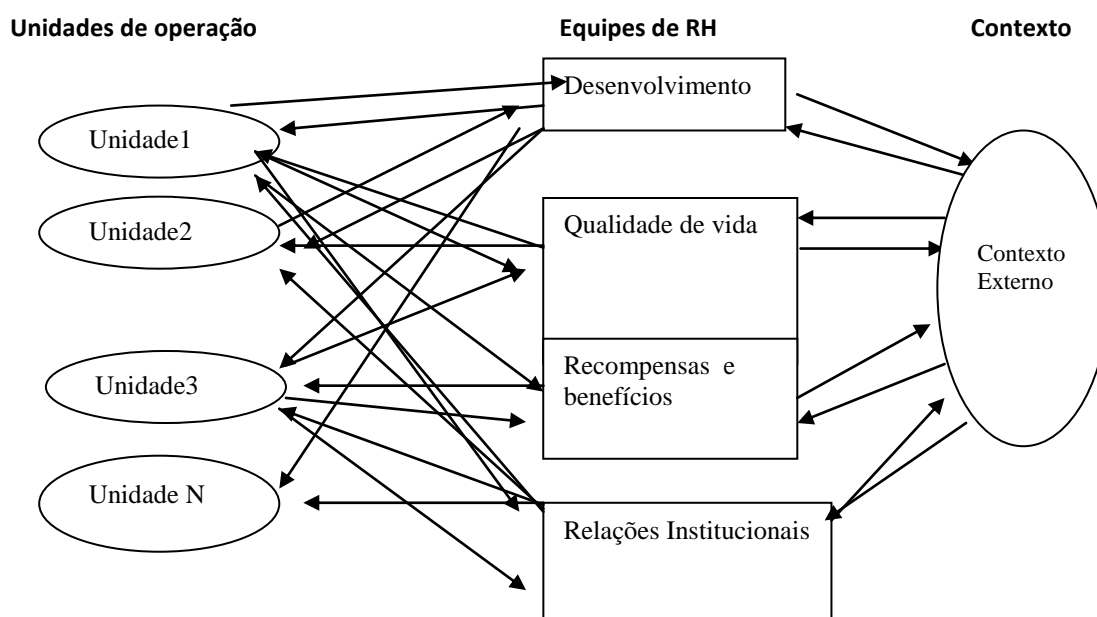 Unidades de operação
Equipes de RH
Contexto
Desenvolvimento
Unidade1
Unidade2
Qualidade de vida
Contexto
Externo
Recompensas e
benefícios
Unidade3
Unidade N
Relações Institucionais